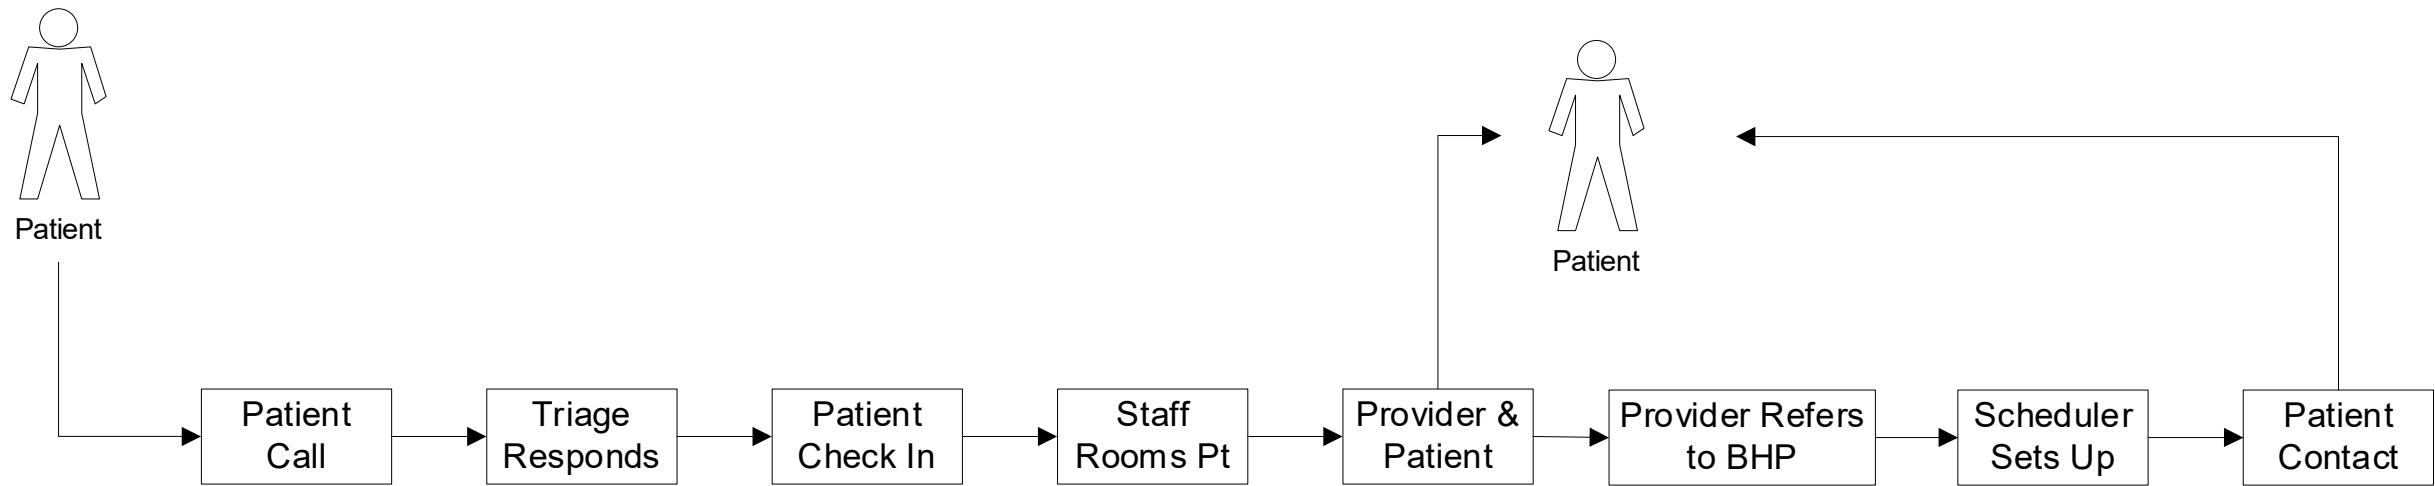 Patient
Patient
Patient
Call
Triage
Responds
Patient
Check In
Staff
Rooms Pt
Provider &
Patient
Provider Refers
to BHP
Scheduler
Sets Up
Patient
Contact